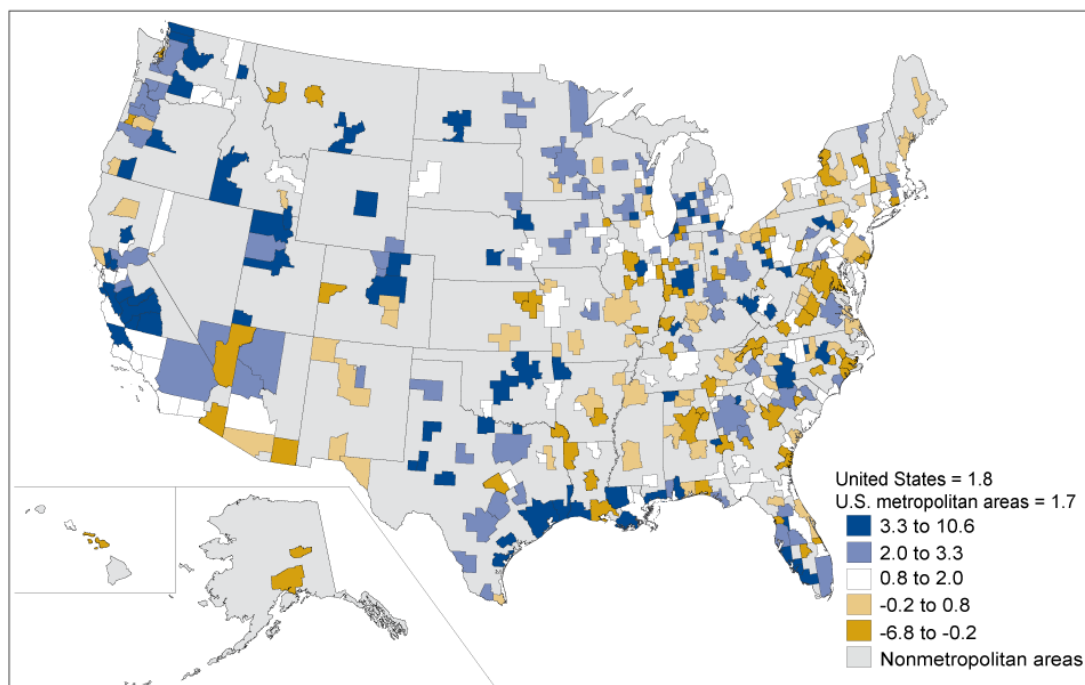 United States = 1.8
U.S. metropolitan areas = 1.7
3.3 to 10.6
2.0 to 3.3
0.8 to 2.0
-0.2 to 0.8
-6.8 to -0.2
Nonmetropolitan areas